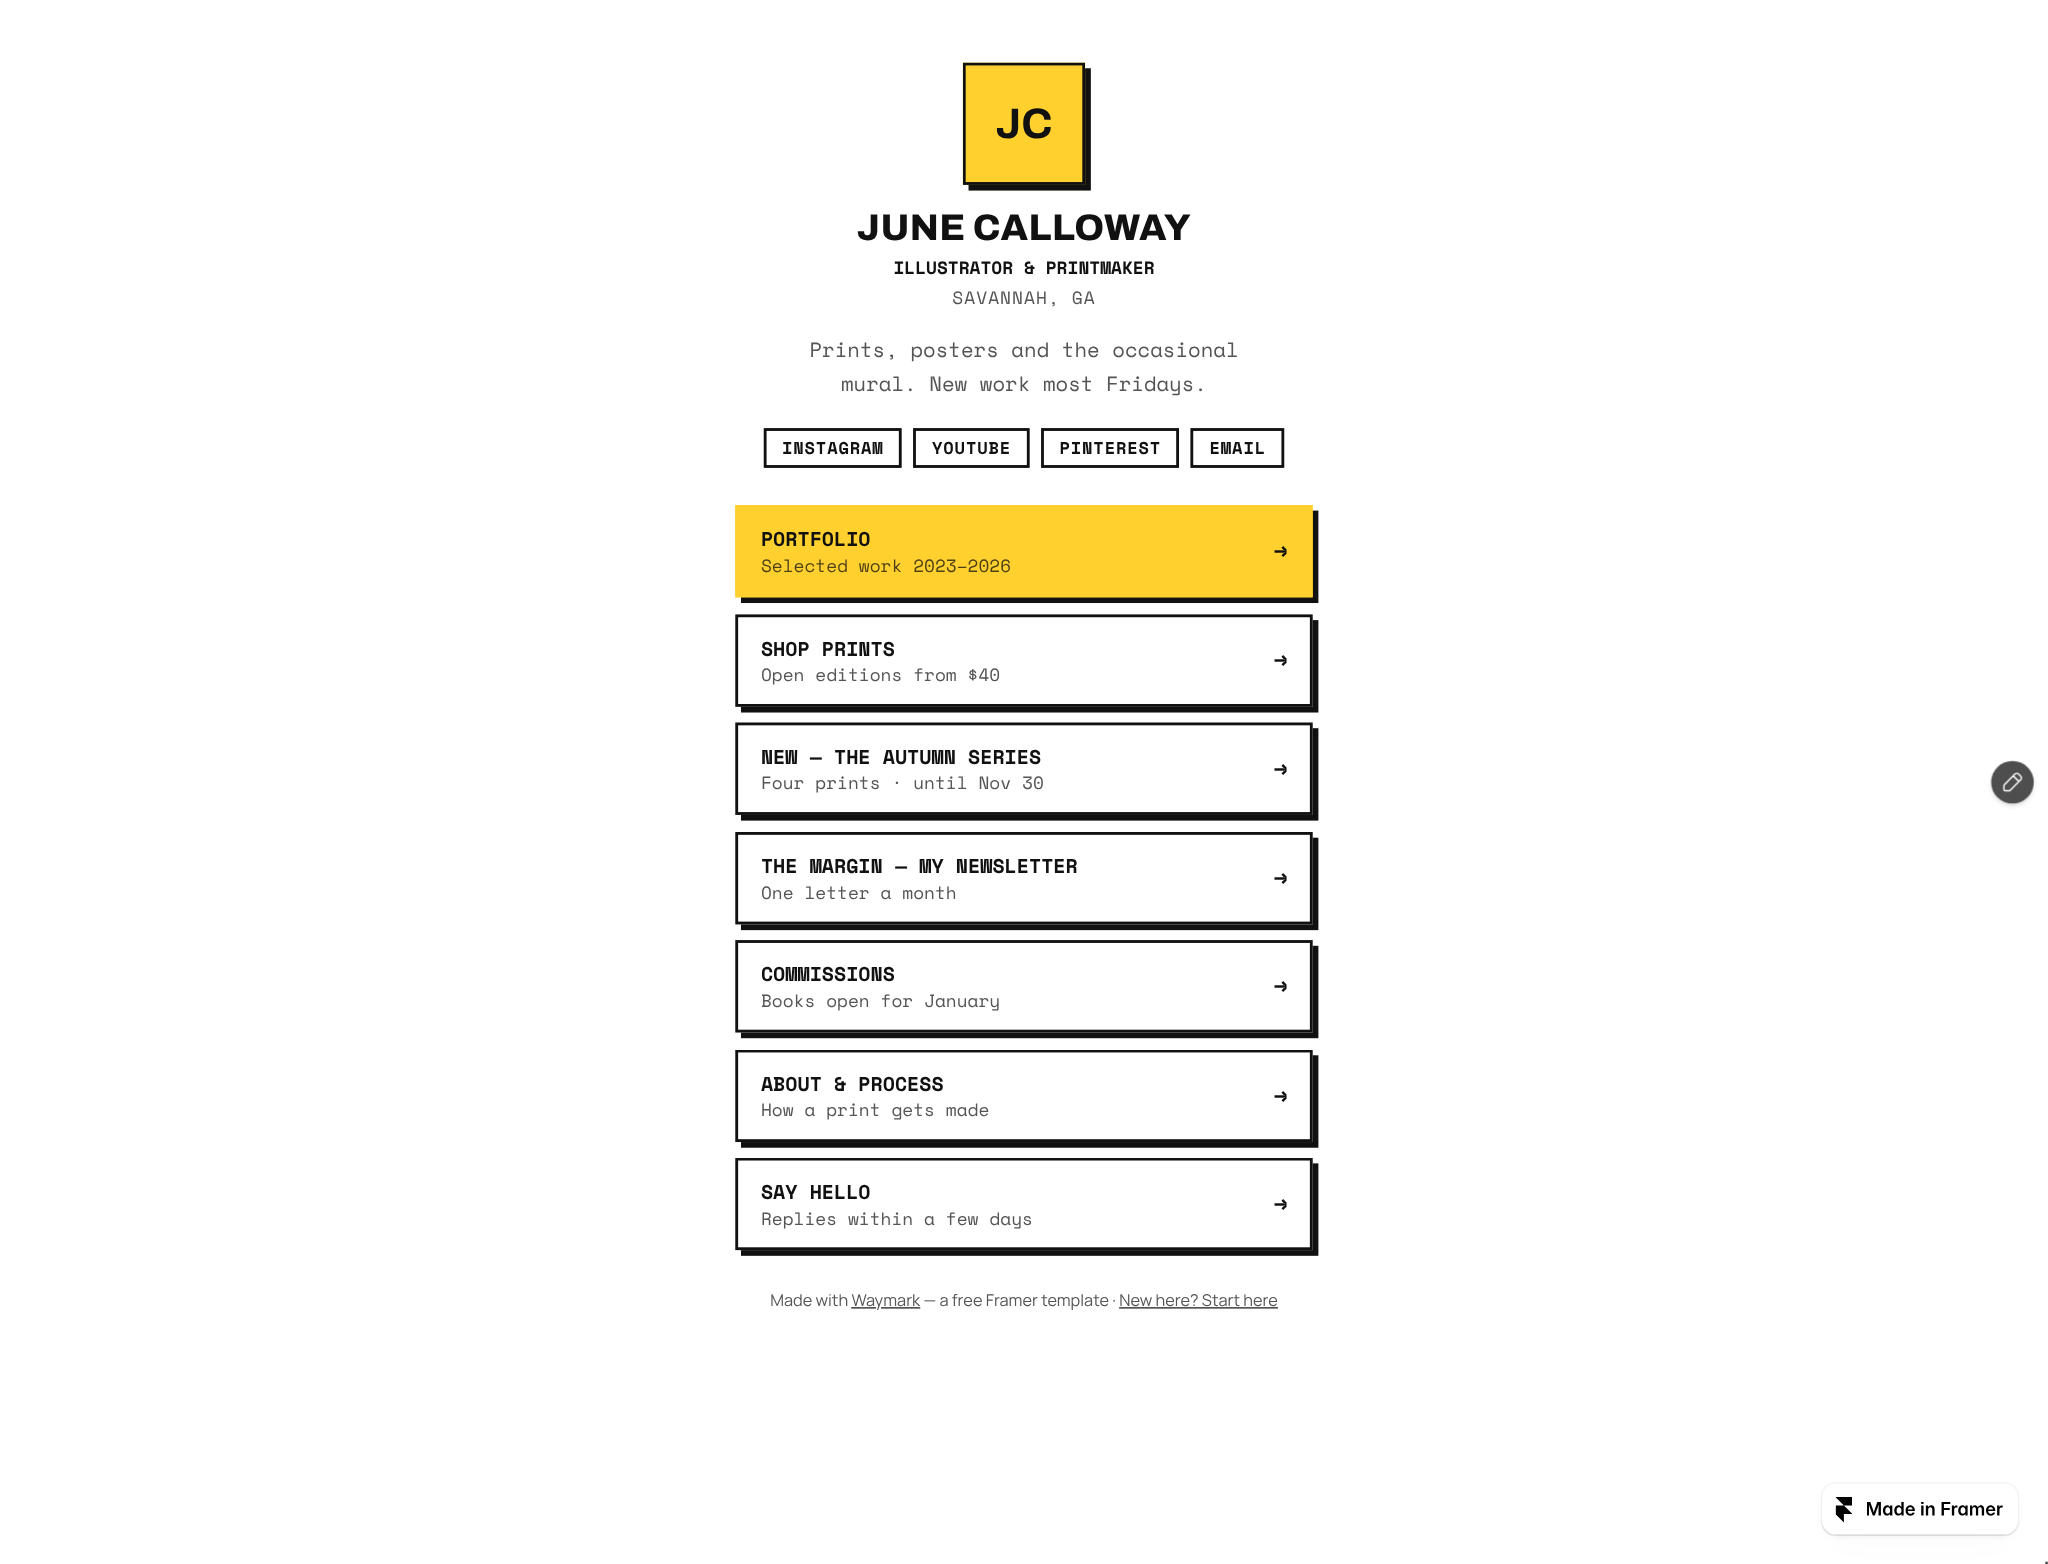 JC
JUNE CALLOWAY
ILLUSTRATOR & PRINTMAKER
SAVANNAH, GA
Prints, posters and the occasional
mural. New work most Fridays.
INSTAGRAM YOUTUBE PINTEREST EMAIL
PORTFOLIO
Selected work 2023–2026
→
SHOP PRINTS
Open editions from $40
→
NEW — THE AUTUMN SERIES
Four prints · until Nov 30
→
THE MARGIN — MY NEWSLETTER
One letter a month
→
COMMISSIONS
Books open for January
→
ABOUT & PROCESS
How a print gets made
→
SAY HELLO
Replies within a few days
→
Made with Waymark — a free Framer template · New here? Start here
Made in Framer